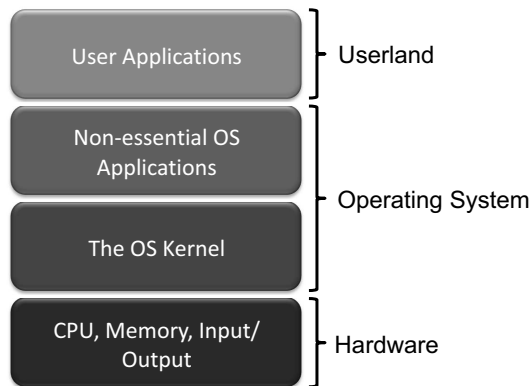 User Applications
Userland
Non-essential OS
Applications
Operating System
The OS Kernel
CPU, Memory, Input/
Output
Hardware